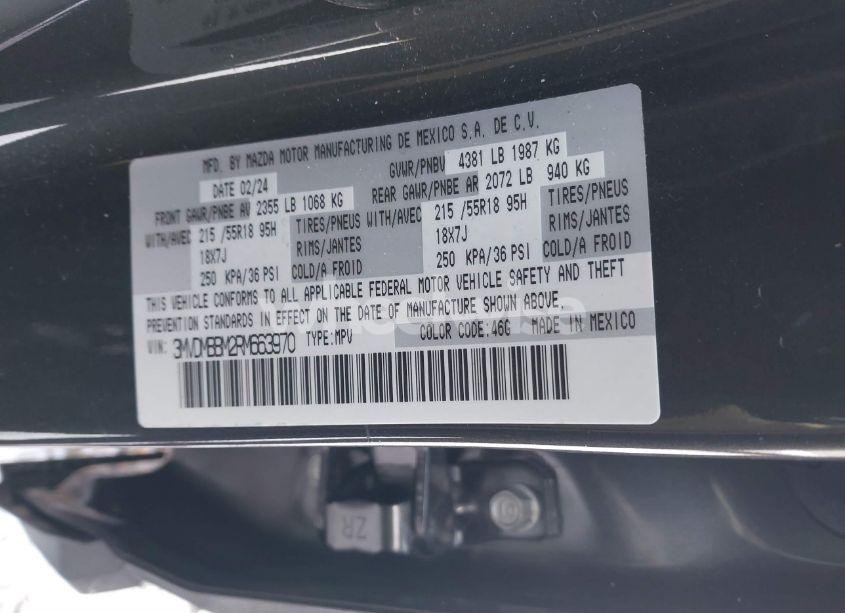 MFD. BY MAZDA MOTOR MANUFACTURING DE MEXICO S.A. DE C.V.
DATE 02/24 GVWR/PNBV 4381 LB 1987 KG
FRONT GAWR/PNBE AV 2355 LB 1068 KG REAR GAWR/PNBE AR 2072 LB 940 KG
WITH/AVEC 215 /55R18 95H TIRES/PNEUS WITH/AVEC 215 /55R18 95H TIRES/PNEUS
18X7J RIMS/JANTES 18X7J RIMS/JANTES
250 KPA/36 PSI COLD/A FROID 250 KPA/36 PSI COLD/A FROID
THIS VEHICLE CONFORMS TO ALL APPLICABLE FEDERAL MOTOR VEHICLE SAFETY AND THEFT
PREVENTION STANDARDS IN EFFECT ON THE DATE OF MANUFACTURE SHOWN ABOVE.
VIN: 3MVDMBBM2RM663970 TYPE:MPV COLOR CODE:46G MADE IN MEXICO
ZR